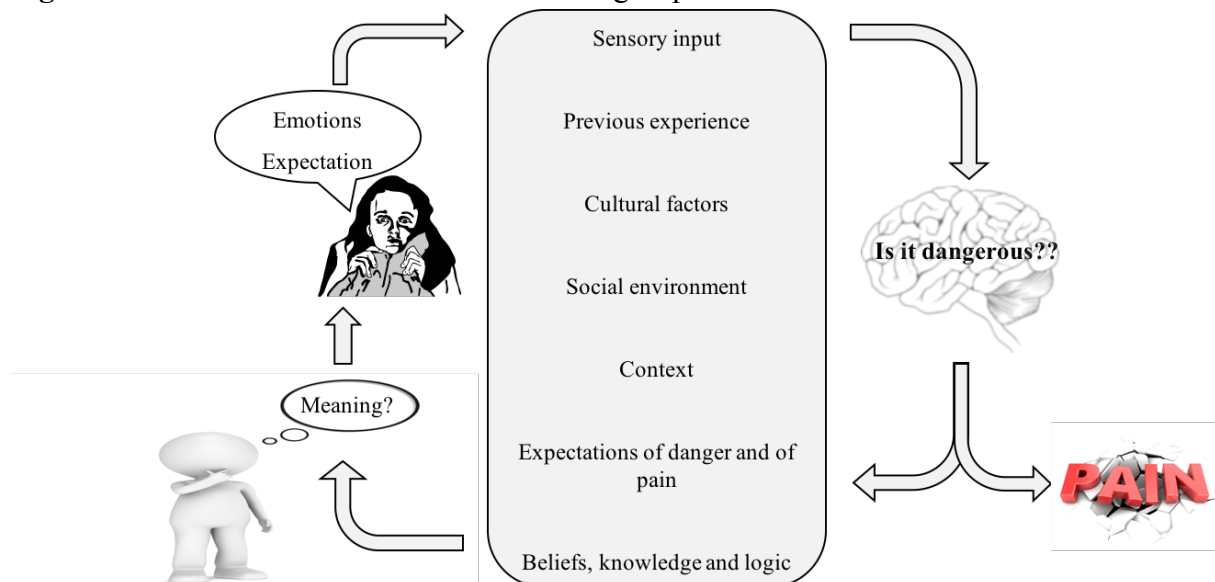 Sensory input
Previous experience
Cultural factors
Social environment
Context
Expectations of danger and of
pain
Beliefs, knowledge and logic
Is it dangerous??
PAIN
Meaning?
Emotions
Expectation